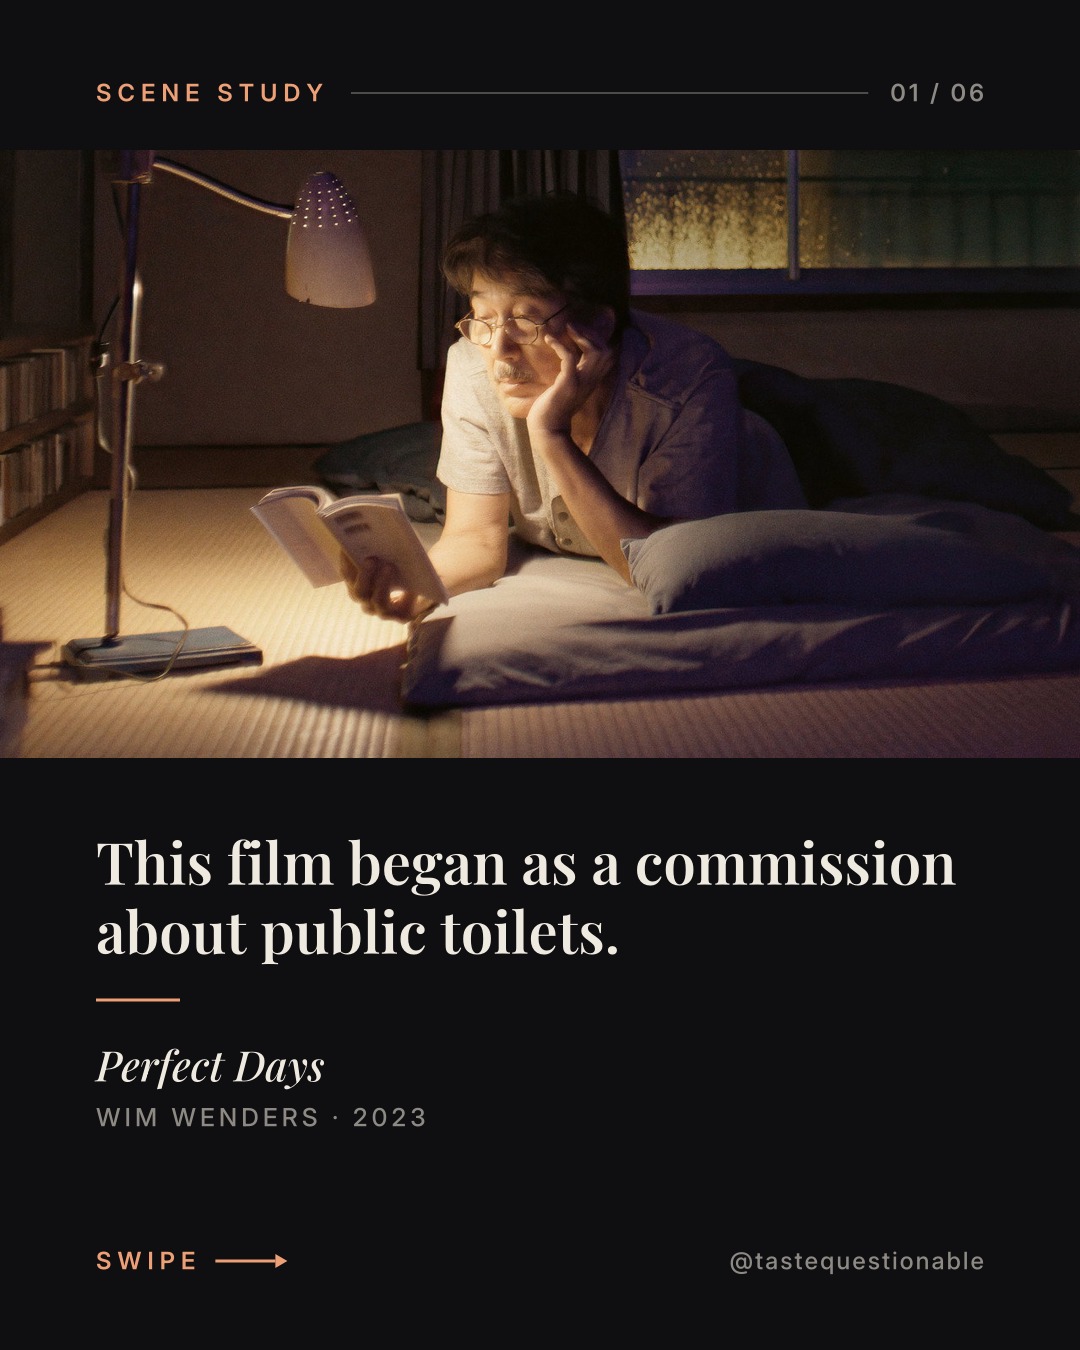 SCENE STUDY 01 / 06
This film began as a commission
about public toilets.
Perfect Days
WIM WENDERS · 2023
SWIPE
@tastequestionable